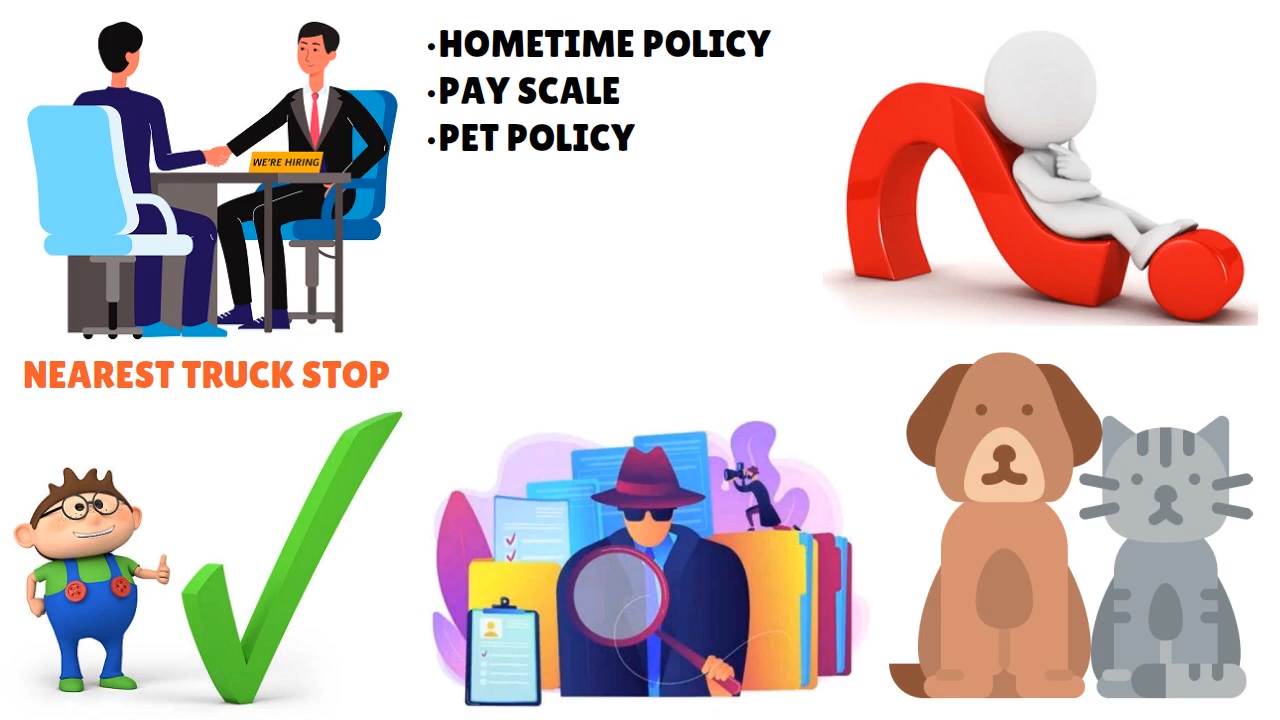 ·HOMETIME POLICY
·PAY SCALE
·PET POLICY
WE'RE HIRING
NEAREST TRUCK STOP